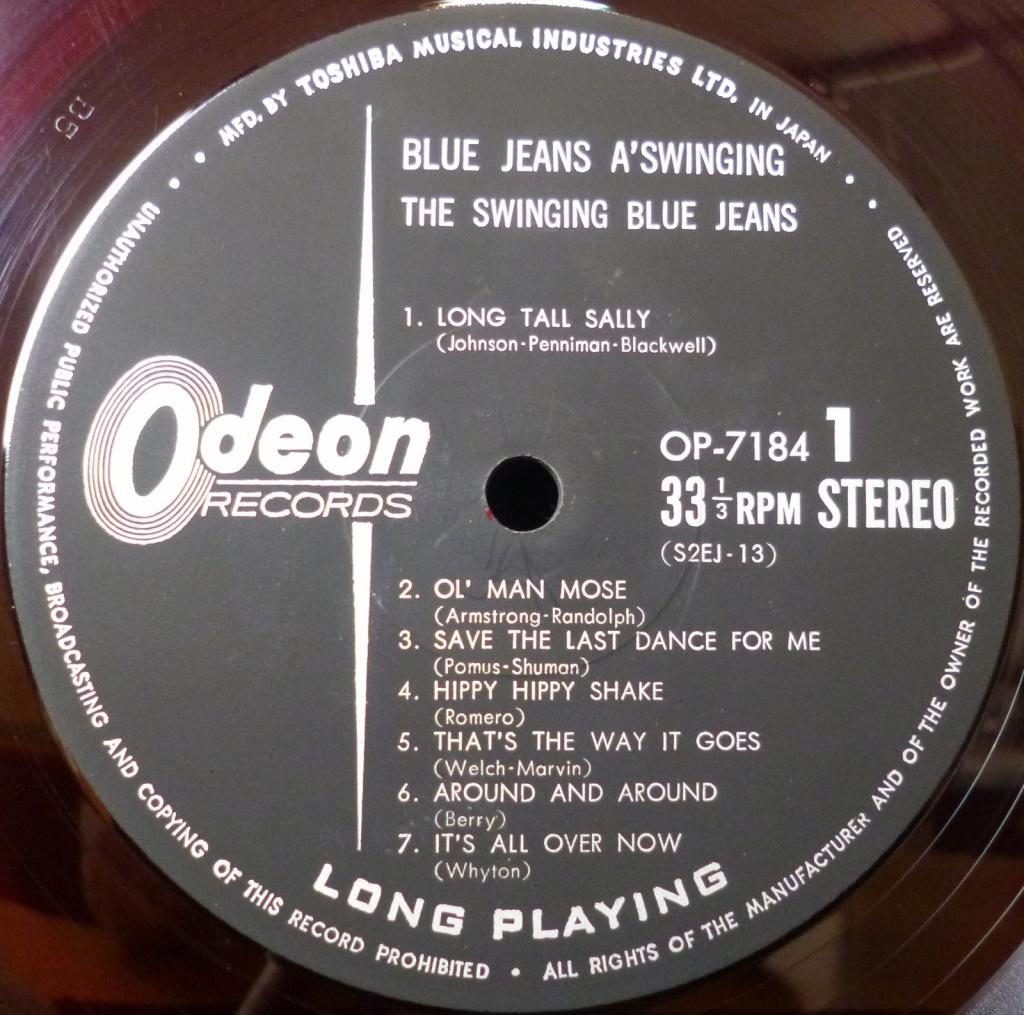 MFD. BY TOSHIBA MUSICAL INDUSTRIES LTD. IN JAPAN
BLUE JEANS A'SWINGING
THE SWINGING BLUE JEANS
1. LONG TALL SALLY
(Johnson-Penniman-Blackwell)
Odeon
RECORDS
OP-7184 1
33 1/3 RPM STEREO
(S2EJ-13)
2. OL' MAN MOSE
(Armstrong-Randolph)
3. SAVE THE LAST DANCE FOR ME
(Pomus-Shuman)
4. HIPPY HIPPY SHAKE
(Romero)
5. THAT'S THE WAY IT GOES
(Welch-Marvin)
6. AROUND AND AROUND
(Berry)
7. IT'S ALL OVER NOW
(Whyton)
LONG PLAYING
UNAUTHORIZED PUBLIC PERFORMANCE, BROADCASTING AND COPYING OF THIS RECORD PROHIBITED • ALL RIGHTS OF THE MANUFACTURER AND OF THE OWNER OF THE RECORDED WORK ARE RESERVED